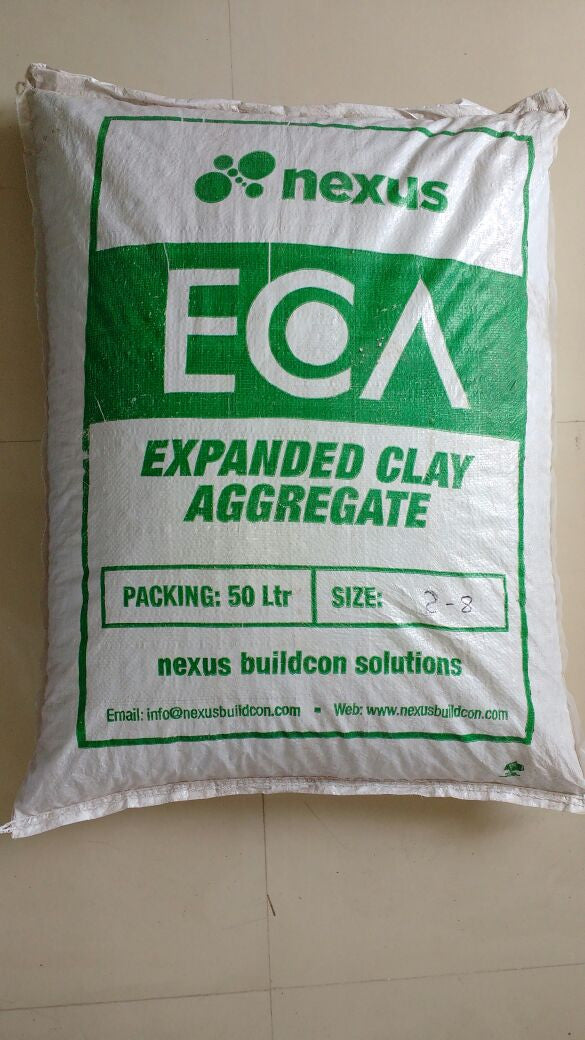 nexus
ECA
EXPANDED CLAY
AGGREGATE
PACKING: 50 Ltr SIZE: 2-8
nexus buildcon solutions
Email: info@nexusbuildcon.com ▪ Web: www.nexusbuildcon.com